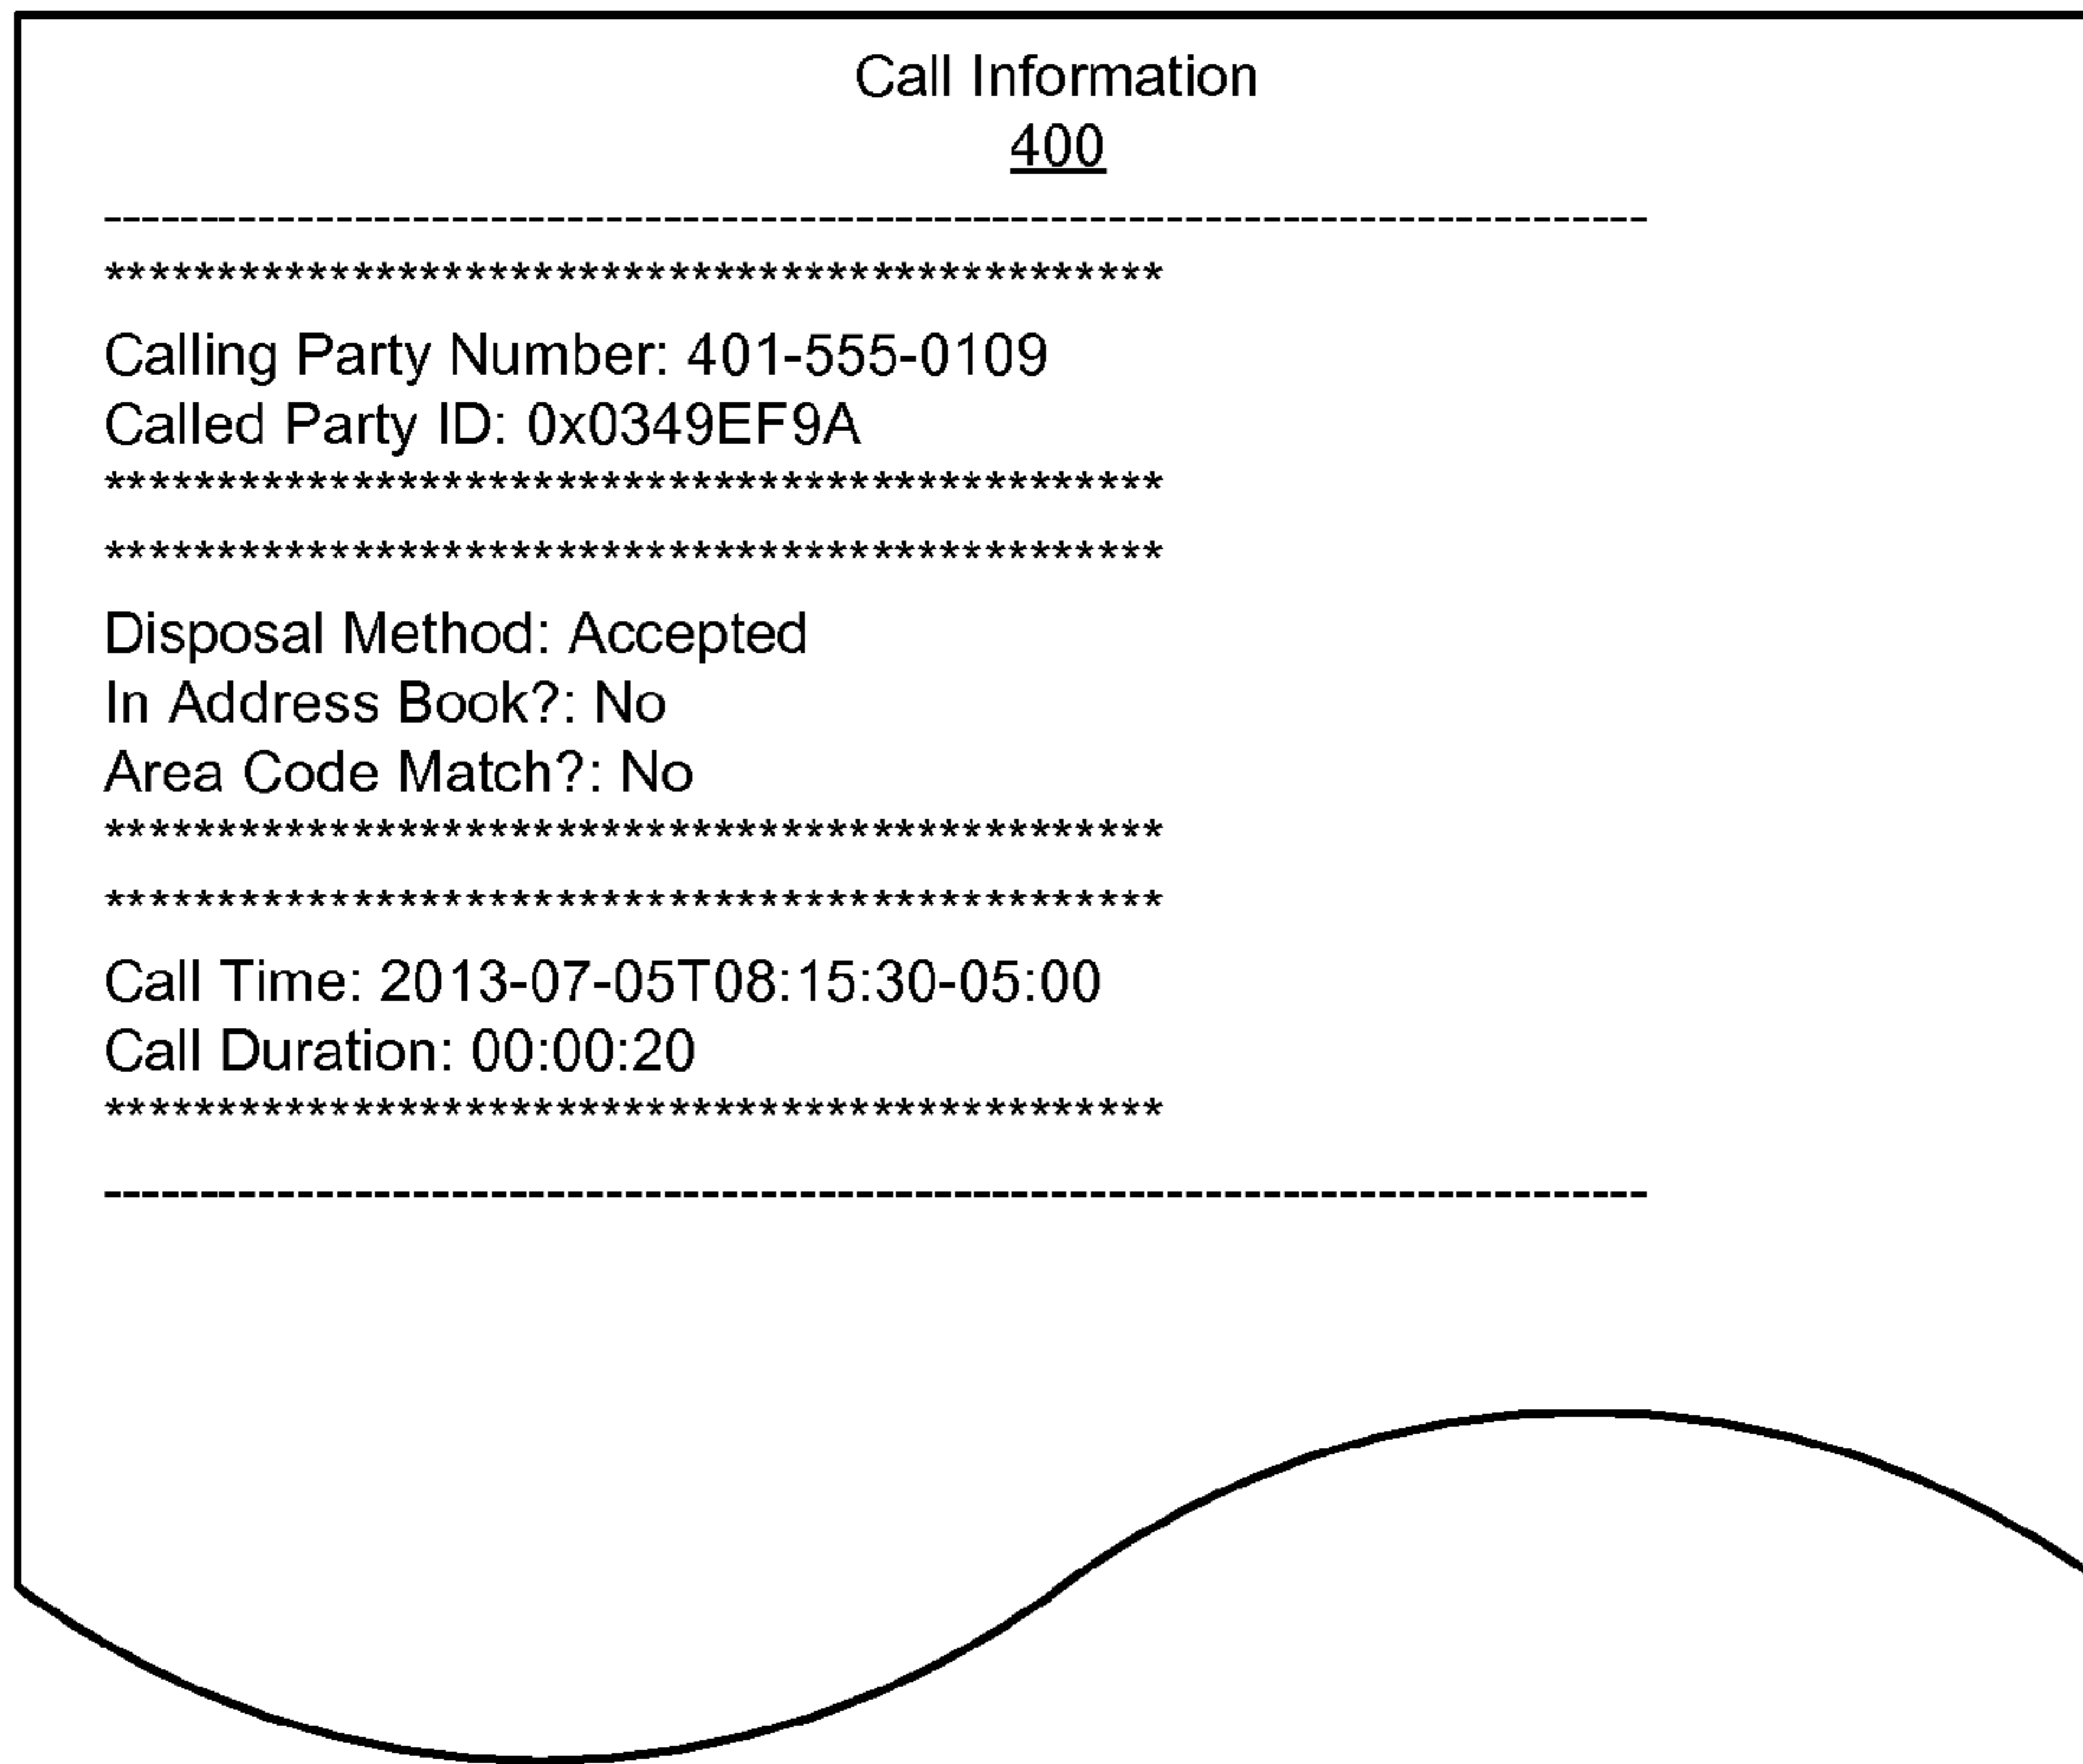 Call Information
400
--------------------------------------------------------------------------------
***********************************************
Calling Party Number: 401-555-0109
Called Party ID: 0x0349EF9A
***********************************************
***********************************************
Disposal Method: Accepted
In Address Book?: No
Area Code Match?: No
***********************************************
***********************************************
Call Time: 2013-07-05T08:15:30-05:00
Call Duration: 00:00:20
***********************************************
--------------------------------------------------------------------------------